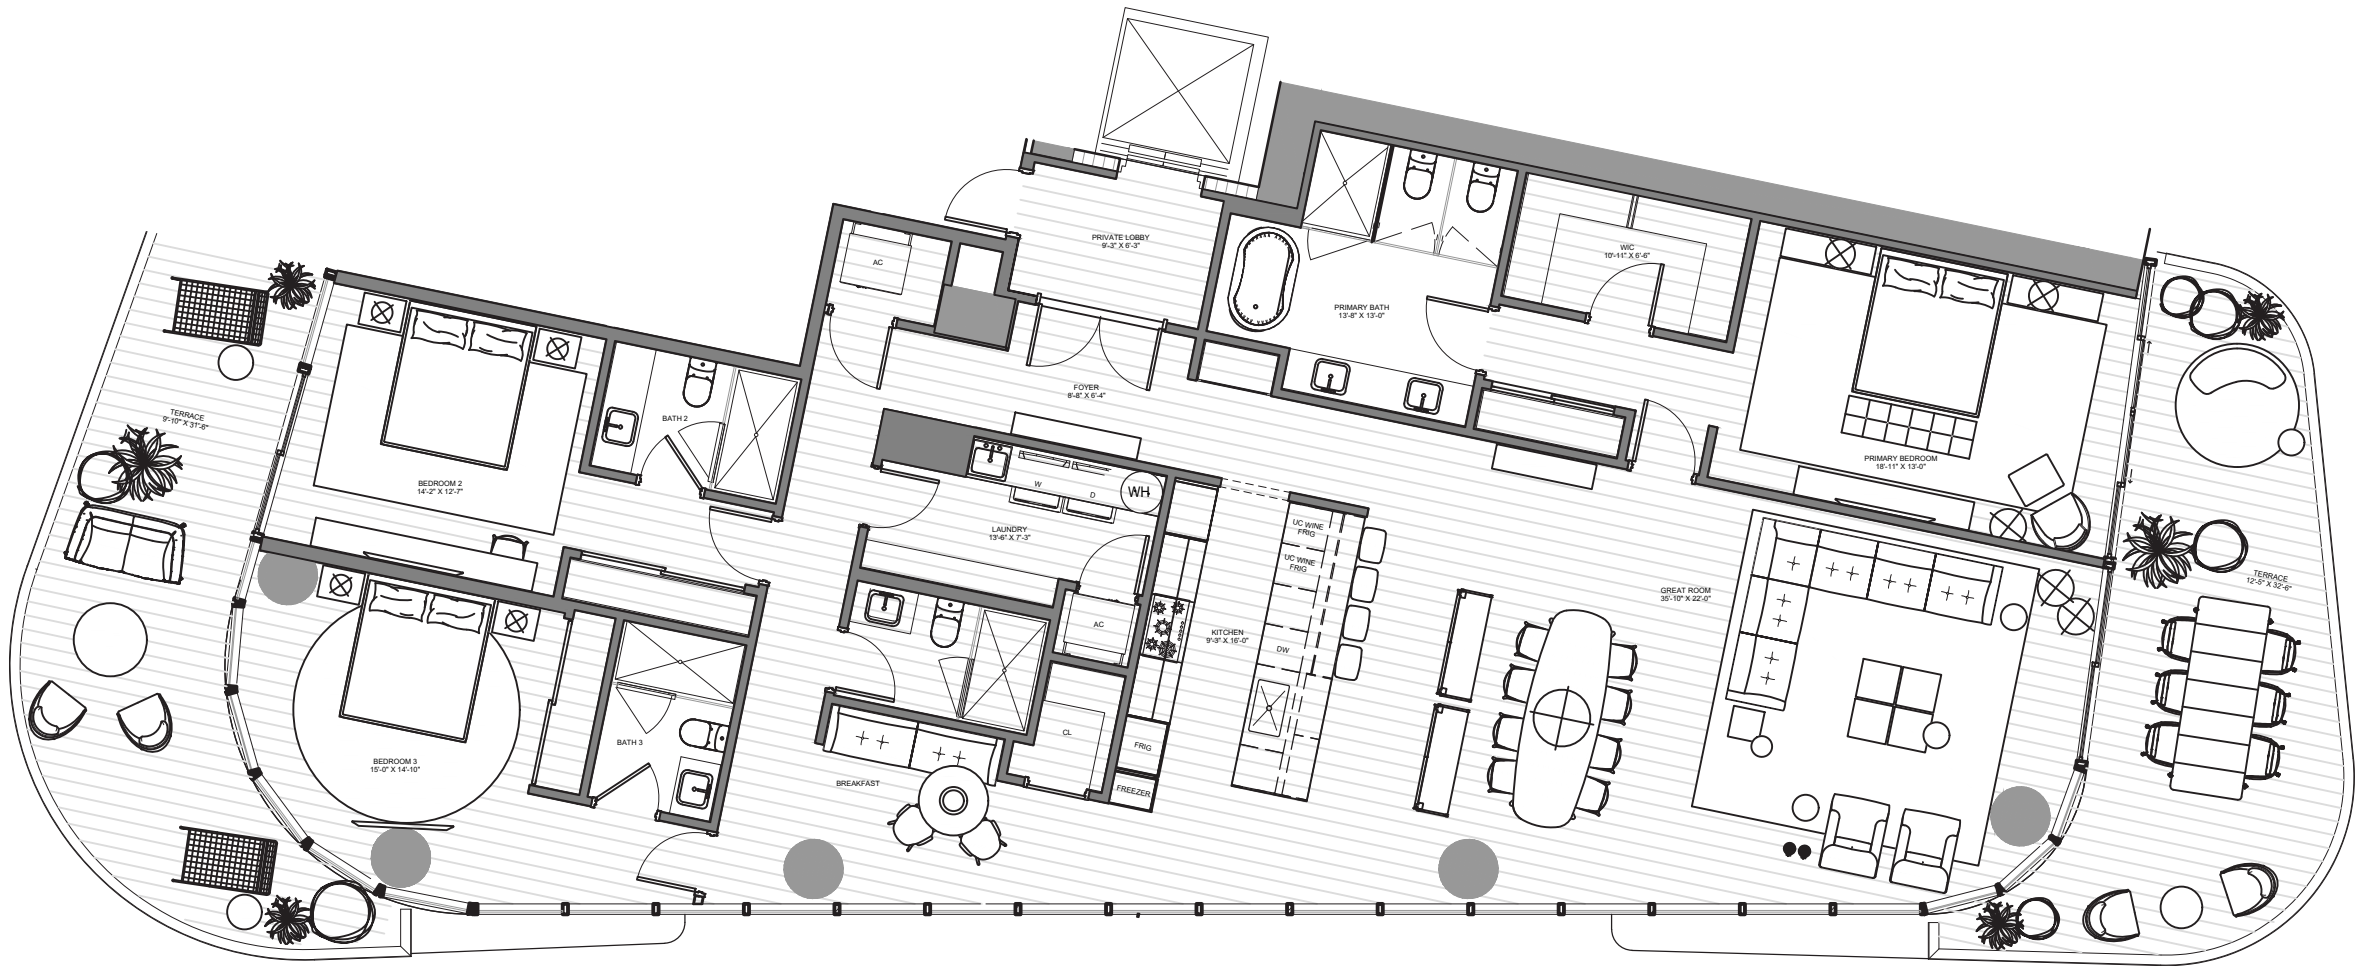 PRIVATE LOBBY
9'-3" X 6'-3"
AC
WIC
10'-11" X 6'-6"
PRIMARY BATH
13'-8" X 13'-0"
FOYER
8'-8" X 6'-4"
TERRACE
9'-10" X 31'-6"
BATH 2
BEDROOM 2
14'-2" X 12'-7"
PRIMARY BEDROOM
18'-11" X 13'-0"
W
D
WH
LAUNDRY
13'-6" X 7'-3"
UC WINE
FRIG
UC WINE
FRIG
TERRACE
12'-5" X 32'-6"
GREAT ROOM
35'-10" X 22'-0"
AC
KITCHEN
9'-3" X 16'-0"
DW
CL
BATH 3
FRIG
BEDROOM 3
15'-0" X 14'-10"
BREAKFAST
FREEZER